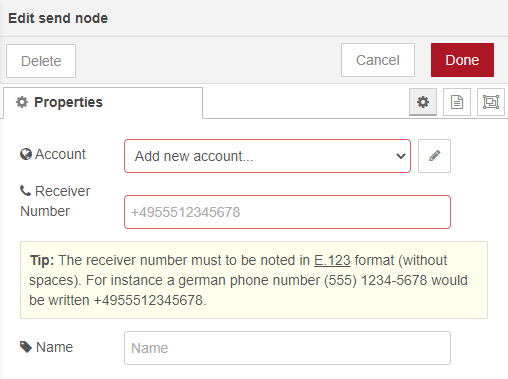 Edit send node
Delete
Cancel
Done
Properties
Account
Add new account...
Receiver
Number
+4955512345678
Tip: The receiver number must to be noted in E.123 format (without
spaces). For instance a german phone number (555) 1234-5678 would
be written +4955512345678.
Name
Name